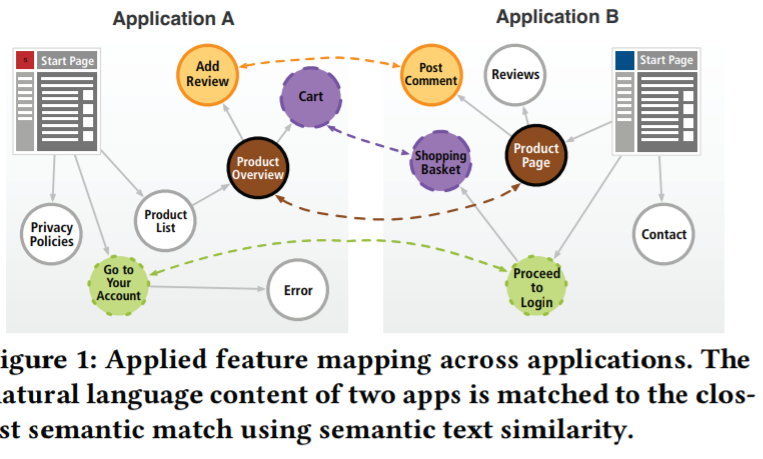 Application A
Application B
Start Page
Add
Review
Cart
Product
Overview
Product
List
Privacy
Policies
Go to
Your
Account
Error
Post
Comment
Reviews
Start Page
Shopping
Basket
Product
Page
Contact
Proceed
to
Login
igure 1: Applied feature mapping across applications. The
atural language content of two apps is matched to the clos-
st semantic match using semantic text similarity.